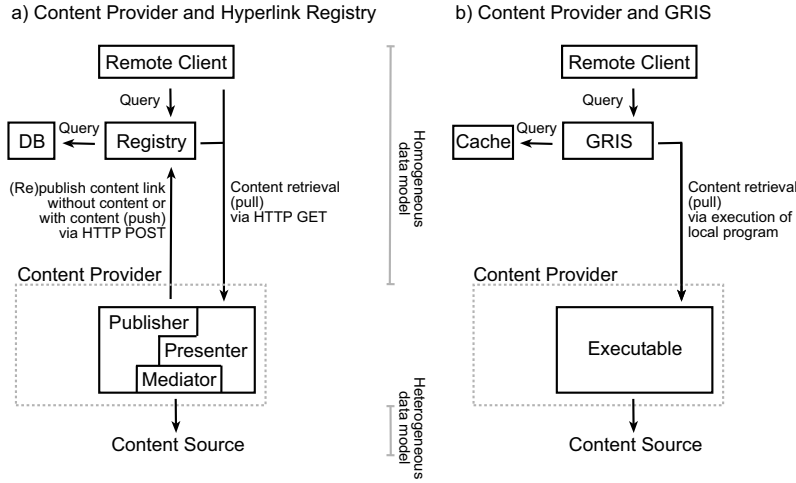 a) Content Provider and Hyperlink Registry
Remote Client
Query
DB
Query
Registry
(Re)publish content link
without content or
with content (push)
via HTTP POST
Content retrieval
(pull)
via HTTP GET
Content Provider
Publisher
Presenter
Mediator
Content Source
Homogeneous
data model
Heterogeneous
data model
b) Content Provider and GRIS
Remote Client
Query
Cache
Query
GRIS
Content retrieval
(pull)
via execution of
local program
Content Provider
Executable
Content Source